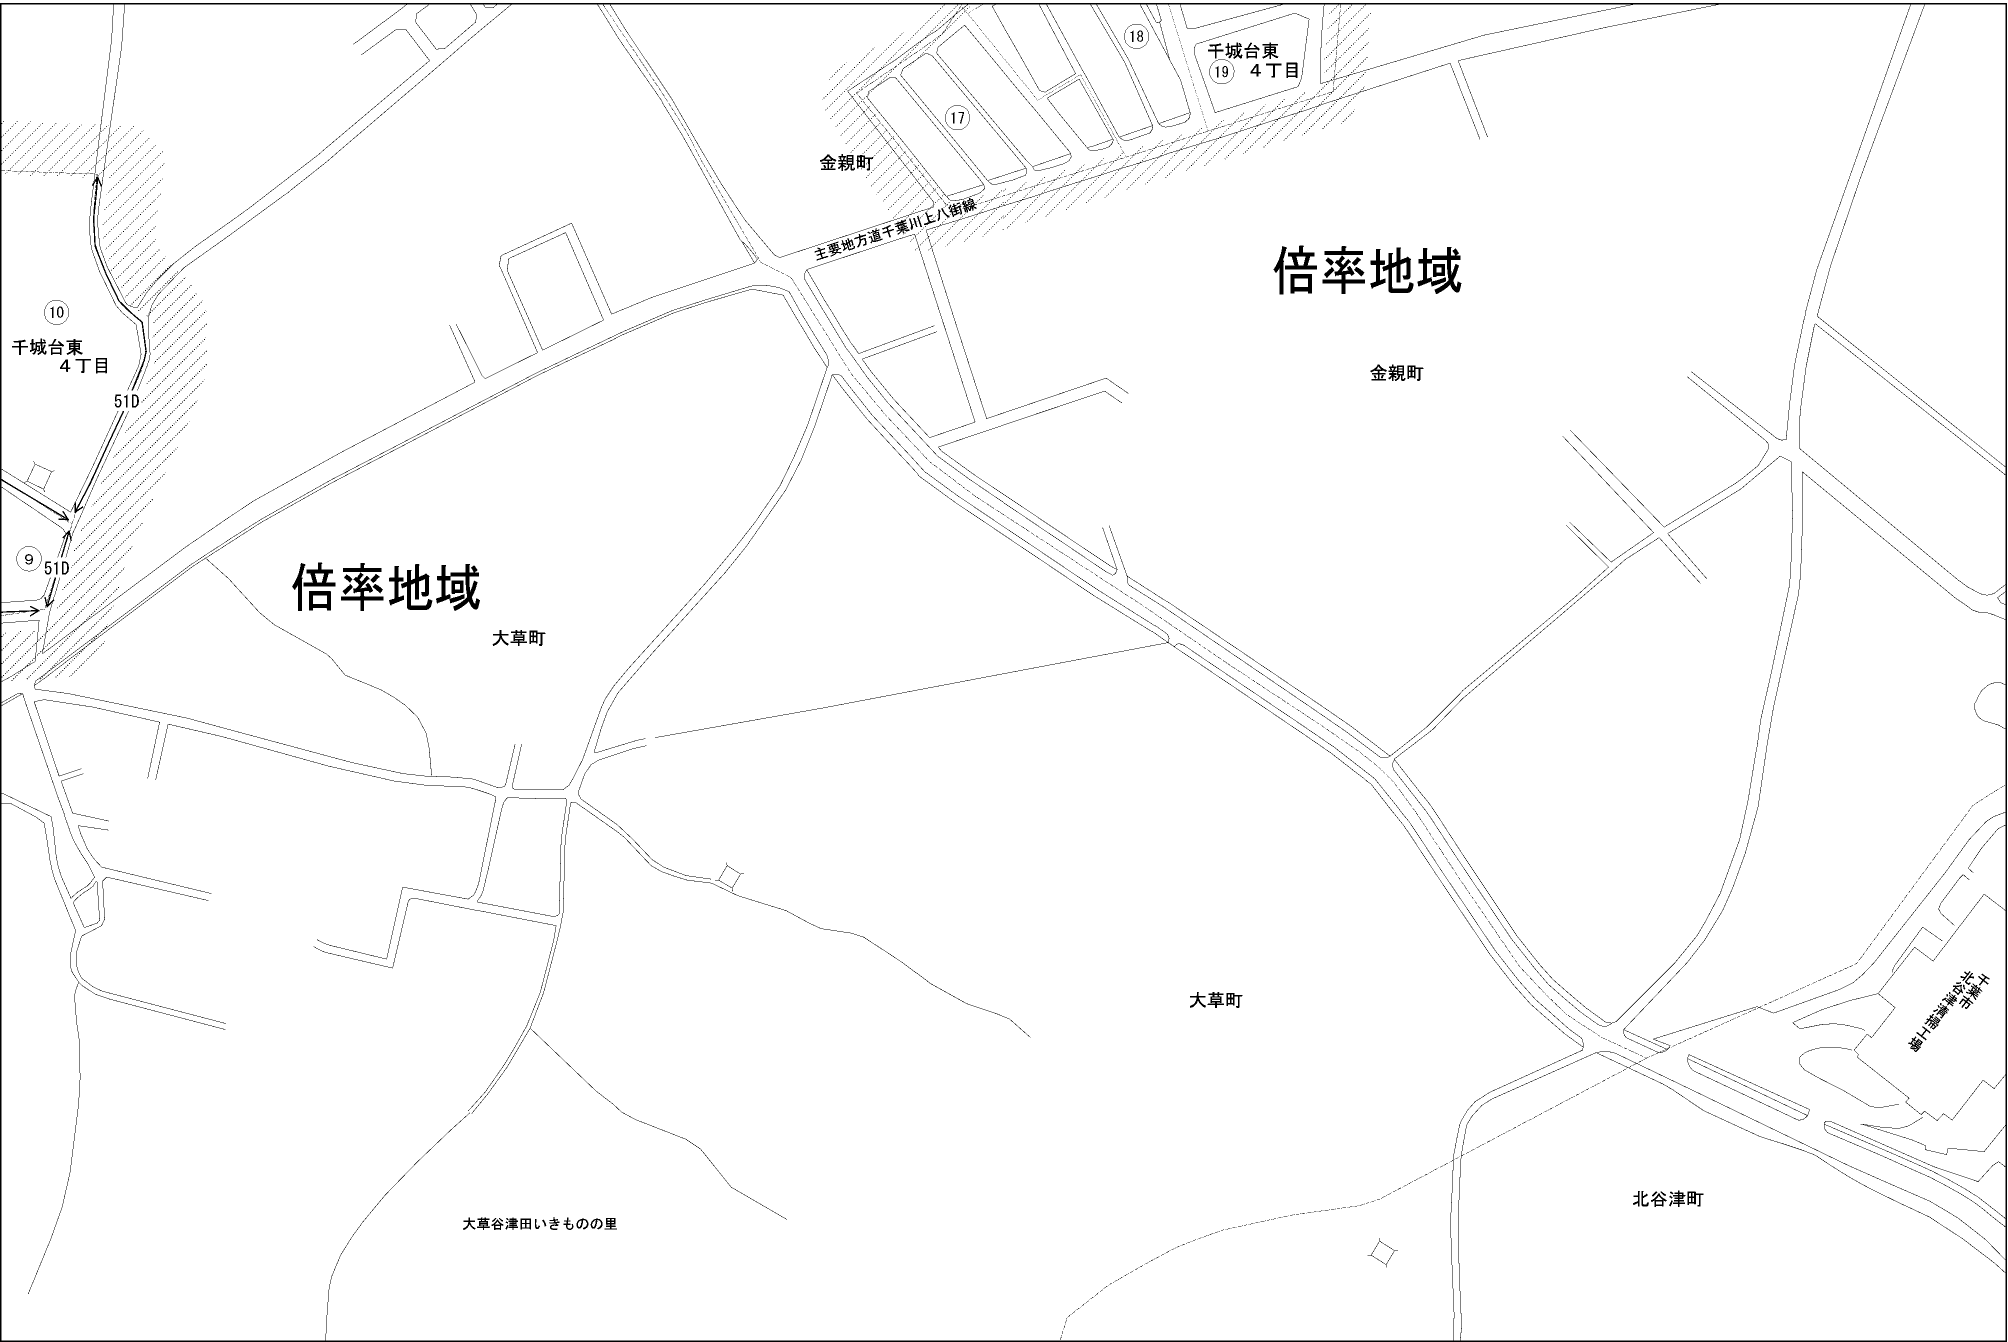 18
千城台東
19 ４丁目
17
金親町
主要地方道千葉川上八街線
倍率地域
10
千城台東
４丁目
金親町
51D
9
51D
倍率地域
大草町
千葉市
北谷津清掃工場
大草町
北谷津町
大草谷津田いきものの里